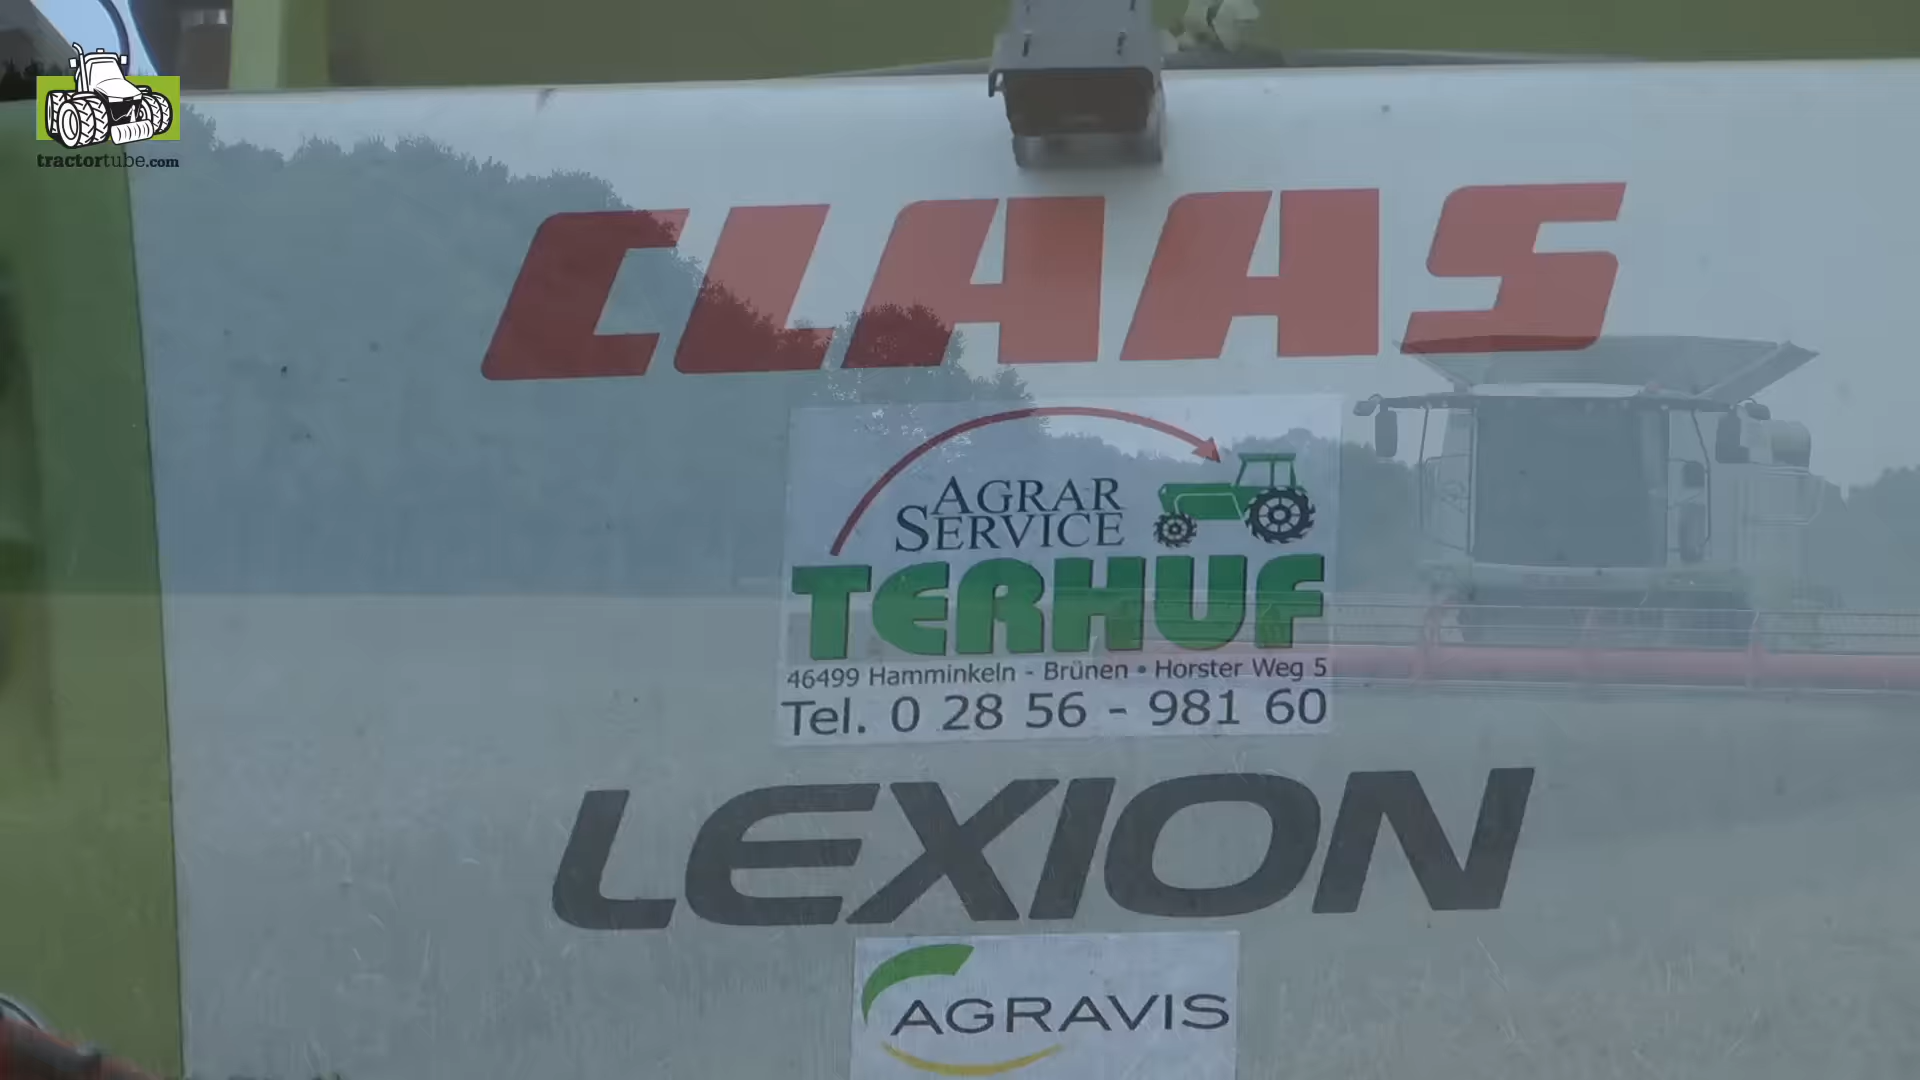 tractortube.com
CLAAS
AGRAR
SERVICE
TERHUF
46499 Hamminkeln - Brünen • Horster Weg 5
Tel. 0 28 56 - 981 60
LEXION
AGRAVIS